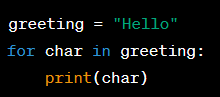 greeting = "Hello"
for char in greeting:
    print(char)